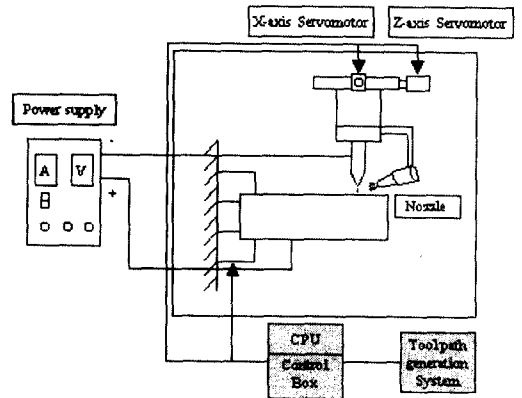 X-axis Servomotor
Z-axis Servomotor
Power supply
-
A
V
+
Nozzle
CPU
Control
Box
Toolpath
generation
System